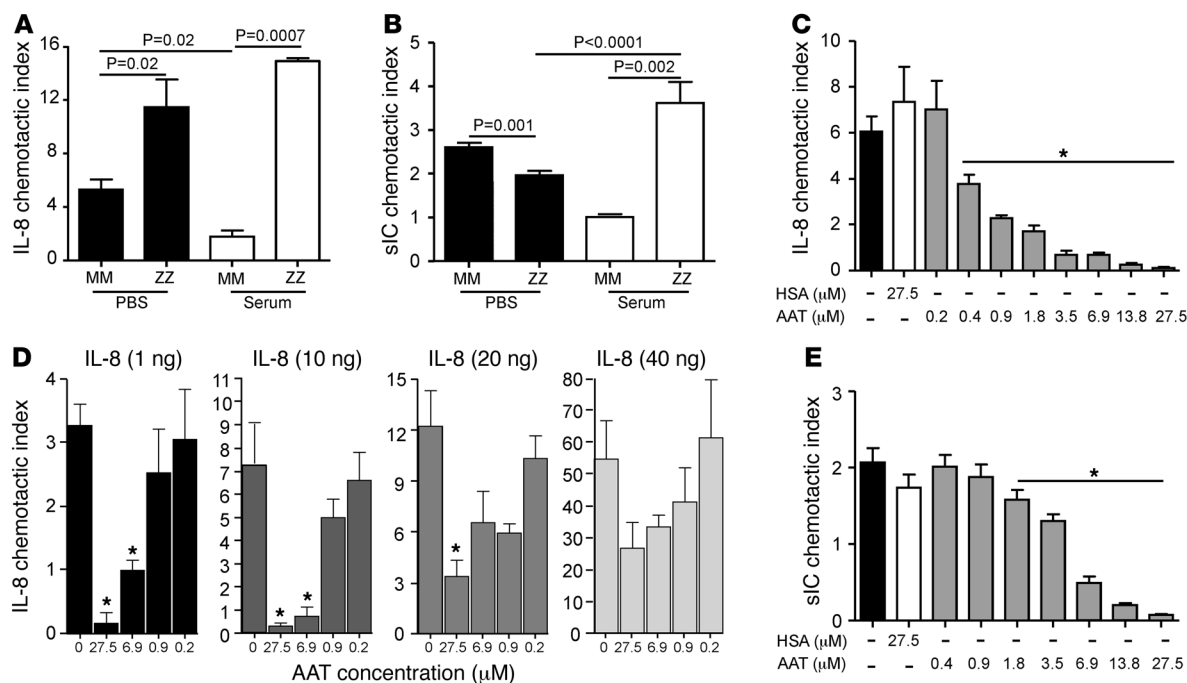 A
IL-8 chemotactic index
16
12
8
4
0
P=0.02
P=0.0007
P=0.02
MM ZZ MM ZZ
PBS Serum
B
sIC chemotactic index
5
4
3
2
1
0
P<0.0001
P=0.002
P=0.001
MM ZZ MM ZZ
PBS Serum
C
IL-8 chemotactic index
10
8
6
4
2
0
*
HSA (µM) - 27.5 - - - - - - - -
AAT (µM) - - 0.2 0.4 0.9 1.8 3.5 6.9 13.8 27.5
D
IL-8 chemotactic index
IL-8 (1 ng)
4
3
2
1
0
* *
0 27.5 6.9 0.9 0.2
IL-8 (10 ng)
11
10
9
8
7
6
5
4
3
2
1
0
* *
0 27.5 6.9 0.9 0.2
IL-8 (20 ng)
15
12
9
6
3
0
*
0 27.5 6.9 0.9 0.2
IL-8 (40 ng)
80
70
60
50
40
30
20
10
0
0 27.5 6.9 0.9 0.2
AAT concentration (µM)
E
sIC chemotactic index
3
2
1
0
*
HSA (µM) - 27.5 - - - - - - -
AAT (µM) - - 0.4 0.9 1.8 3.5 6.9 13.8 27.5